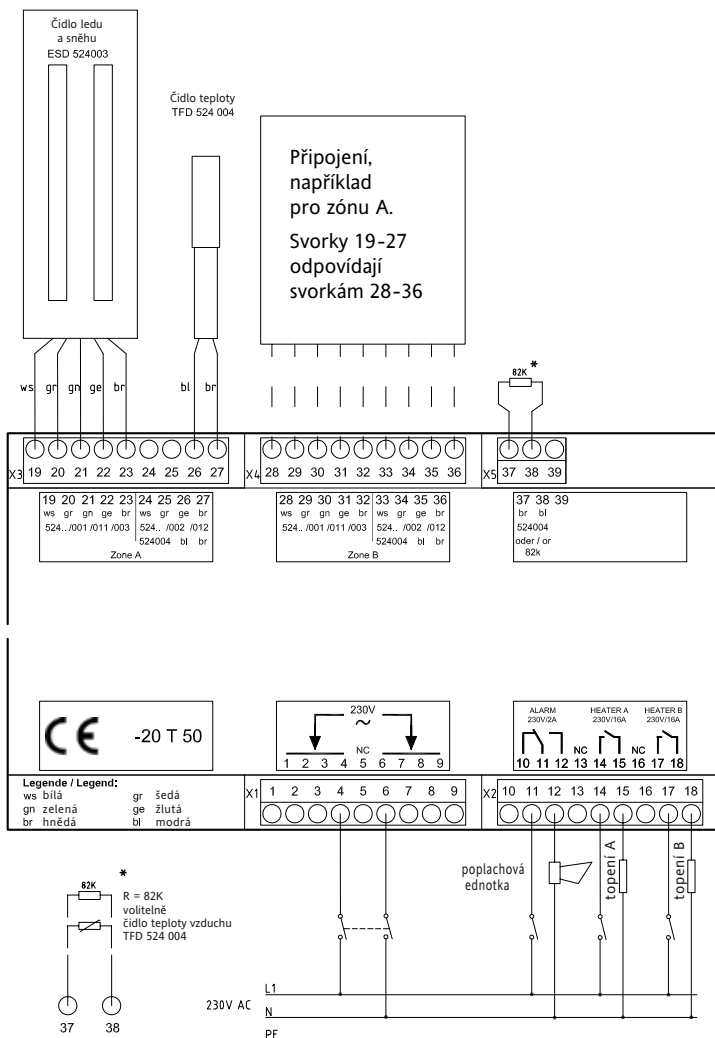 Čidlo ledu
a sněhu
ESD 524003
Čidlo teploty
TFD 524 004
Připojení,
například
pro zónu A.
Svorky 19-27
odpovídají
svorkám 28-36
82K *
ws gr gn ge br bl br
X3 19 20 21 22 23 24 25 26 27
X4 28 29 30 31 32 33 34 35 36
X5 37 38 39
19 20 21 22 23 24 25 26 27
ws gr gn ge br ws gr ge br
524.. /001 /011 /003 524.. /002 /012
524004 bl br
Zone A
28 29 30 31 32 33 34 35 36
ws gr gn ge br ws gr ge br
524.. /001 /011 /003 524.. /002 /012
524004 bl br
Zone B
37 38 39
br bl
524004
oder / or
82k
CE -20 T 50
230V
~
NC
1 2 3 4 5 6 7 8 9
ALARM
230V/2A
HEATER A
230V/16A
HEATER B
230V/16A
NC NC
10 11 12 13 14 15 16 17 18
Legende / Legend:
ws bílá gr šedá
gn zelená ge žlutá
br hnědá bl modrá
X1 1 2 3 4 5 6 7 8 9
X2 10 11 12 13 14 15 16 17 18
poplachová
ednotka
topení A
topení B
*
82K
R = 82K
volitelně
čidlo teploty vzduchu
TFD 524 004
37 38
230V AC
L1
N
PE